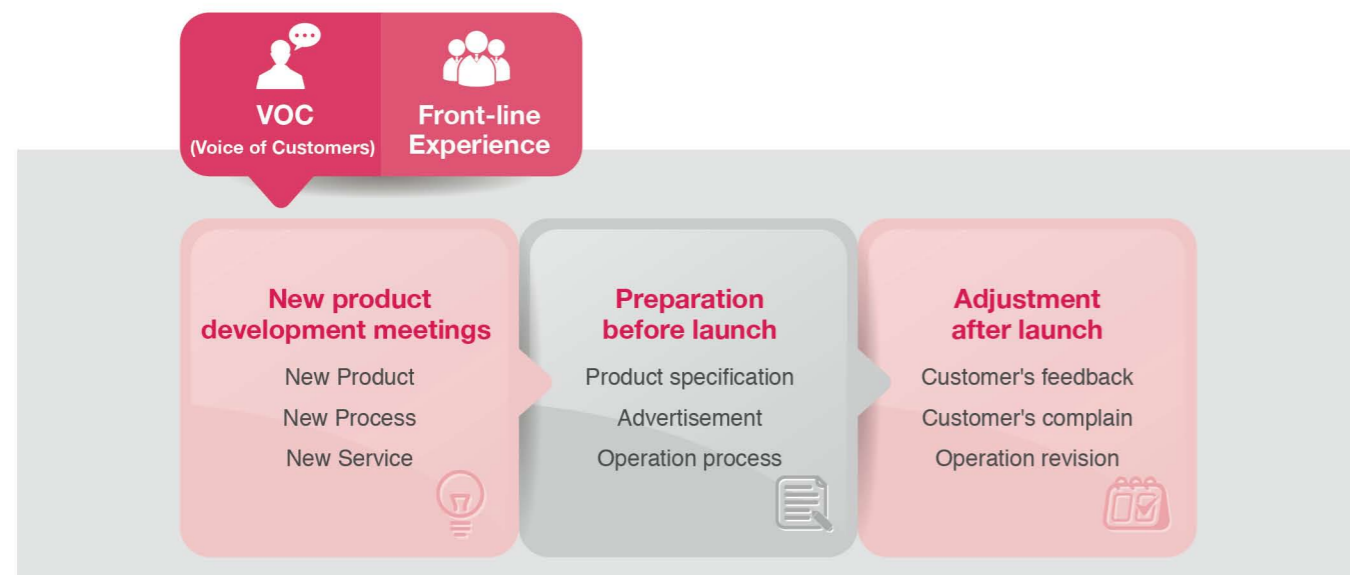 VOC
(Voice of Customers)
Front-line
Experience
New product
development meetings
New Product
New Process
New Service
Preparation
before launch
Product specification
Advertisement
Operation process
Adjustment
after launch
Customer's feedback
Customer's complain
Operation revision